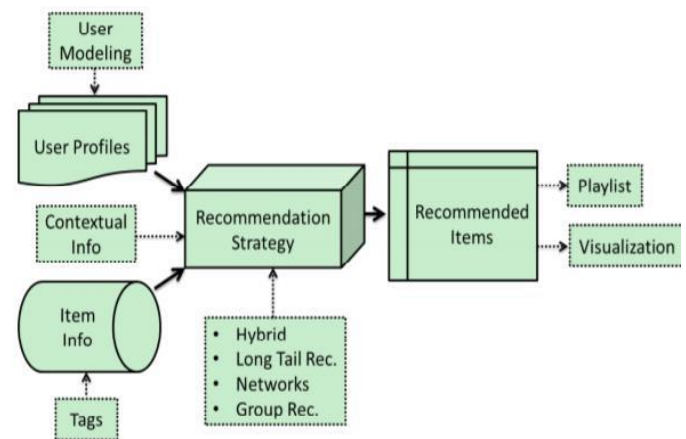 User
Modeling
User Profiles
Contextual
Info
Item
Info
Tags
Recommendation
Strategy
• Hybrid
• Long Tail Rec.
• Networks
• Group Rec.
Recommended
Items
Playlist
Visualization